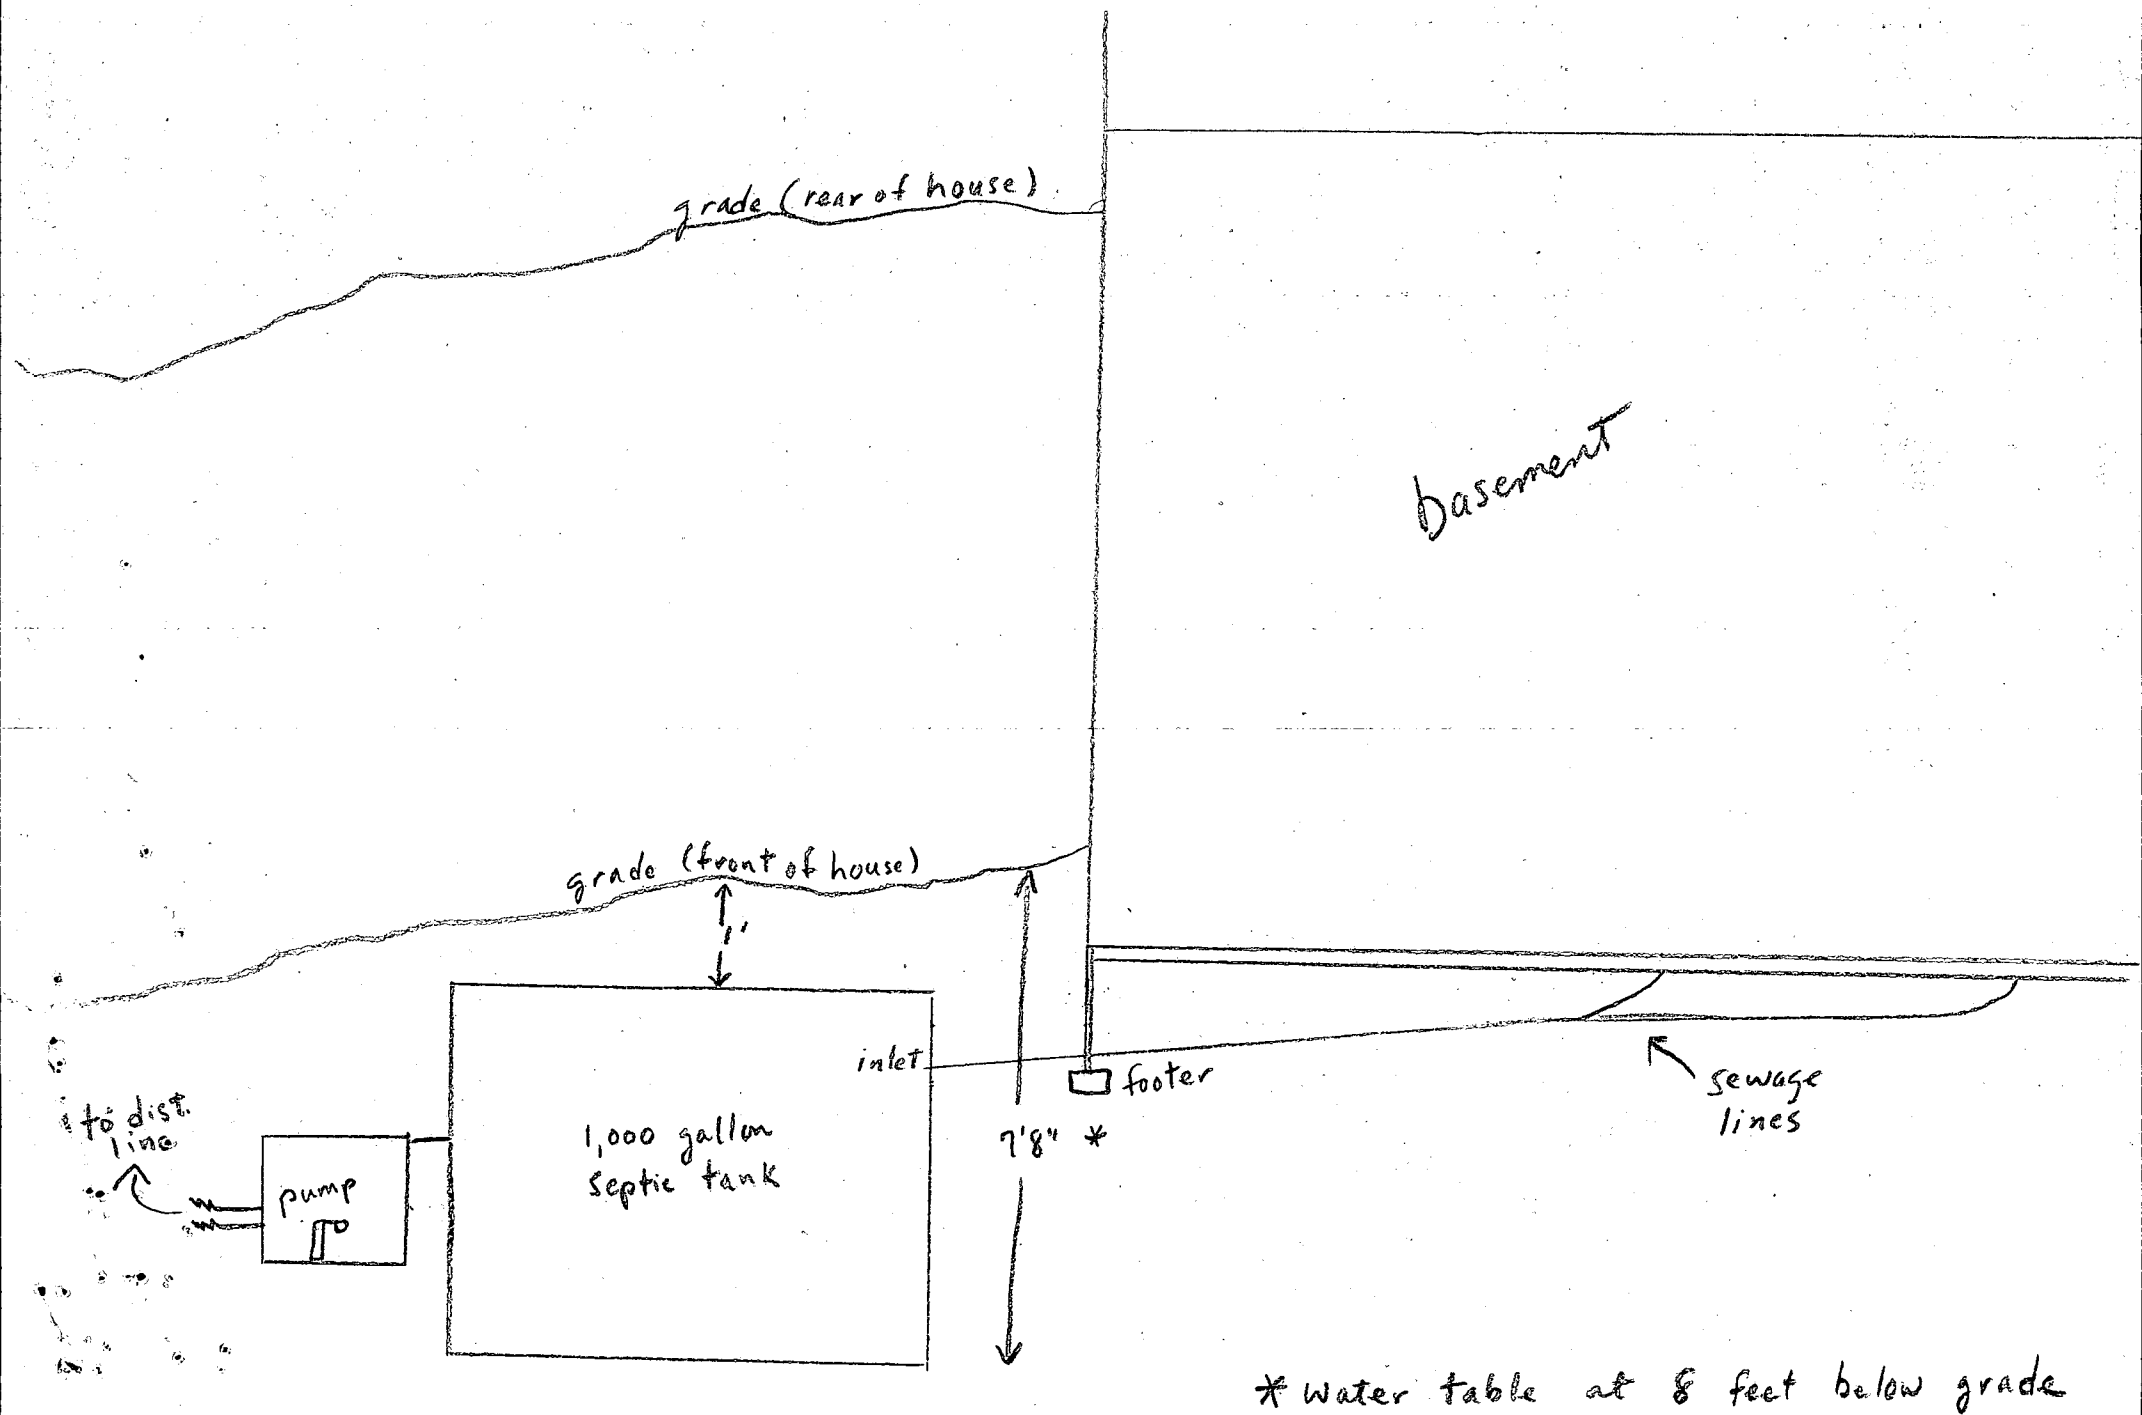 grade (rear of house)
basement
grade (front of house)
1'
inlet
footer
sewage
lines
to dist.
line
pump
1,000 gallon
septic tank
7'8" *
* water table at 8 feet below grade